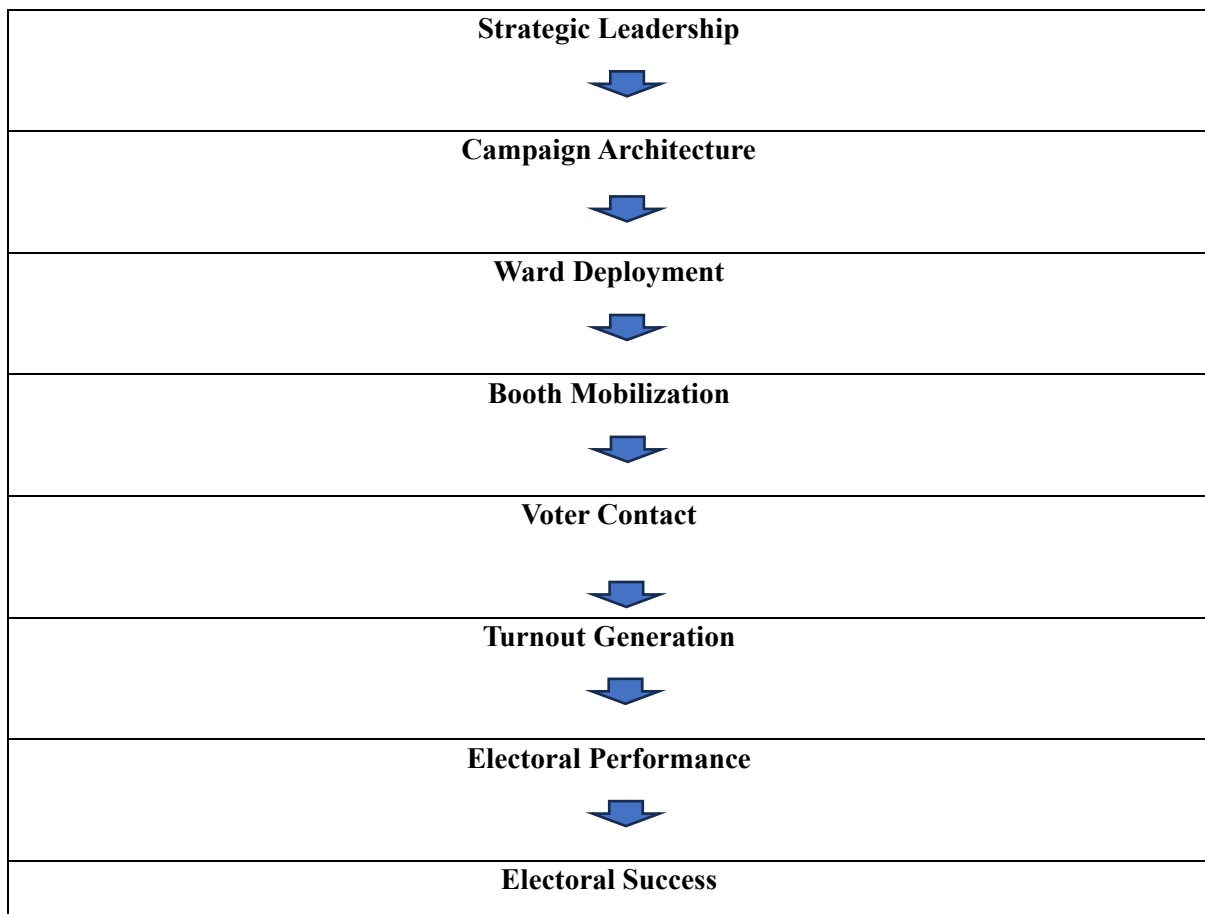 Strategic Leadership
Campaign Architecture
Ward Deployment
Booth Mobilization
Voter Contact
Turnout Generation
Electoral Performance
Electoral Success